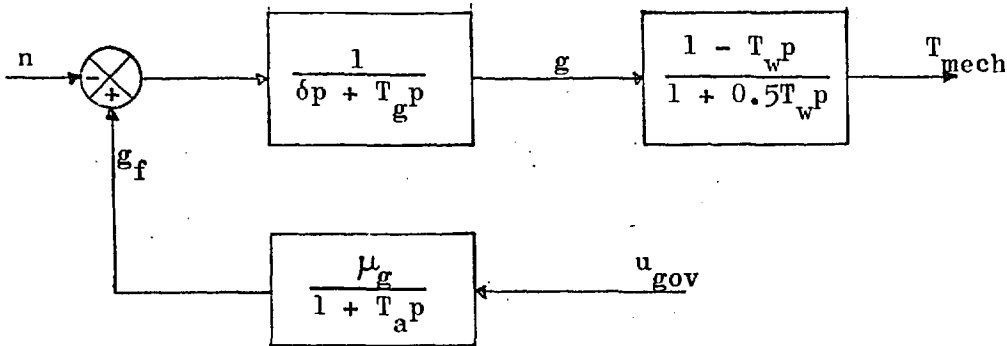 n
-
+
1
δp + T_g p
g
1 - T_w p
1 + 0.5T_w p
T_mech
g_f
μ_g
1 + T_a p
u_gov